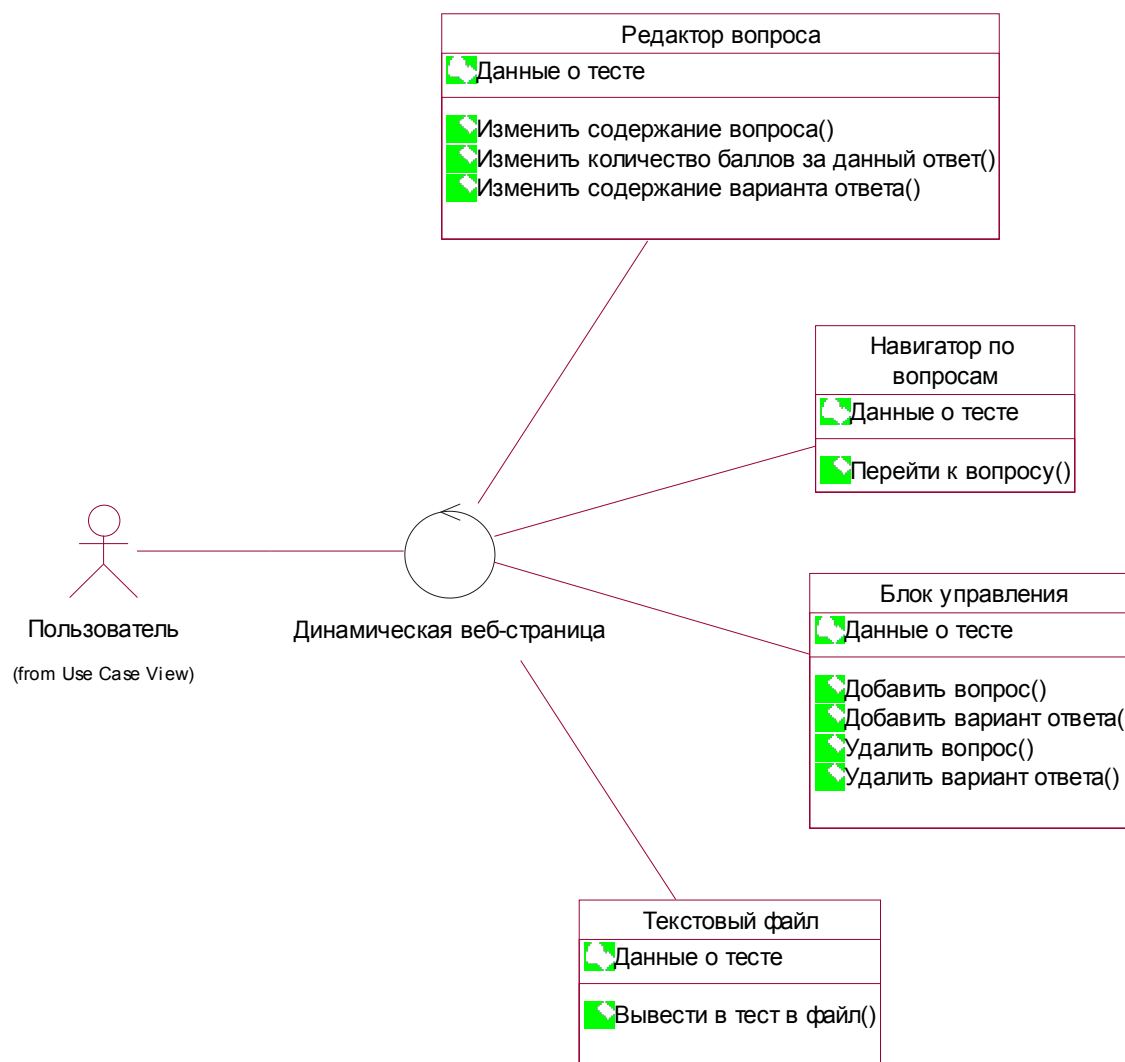 Редактор вопроса
Данные о тесте
Изменить содержание вопроса()
Изменить количество баллов за данный ответ()
Изменить содержание варианта ответа()
Навигатор по
вопросам
Данные о тесте
Перейти к вопросу()
Пользователь
(from Use Case View)
Динамическая веб-страница
Блок управления
Данные о тесте
Добавить вопрос()
Добавить вариант ответа(
Удалить вопрос()
Удалить вариант ответа()
Текстовый файл
Данные о тесте
Вывести в тест в файл()